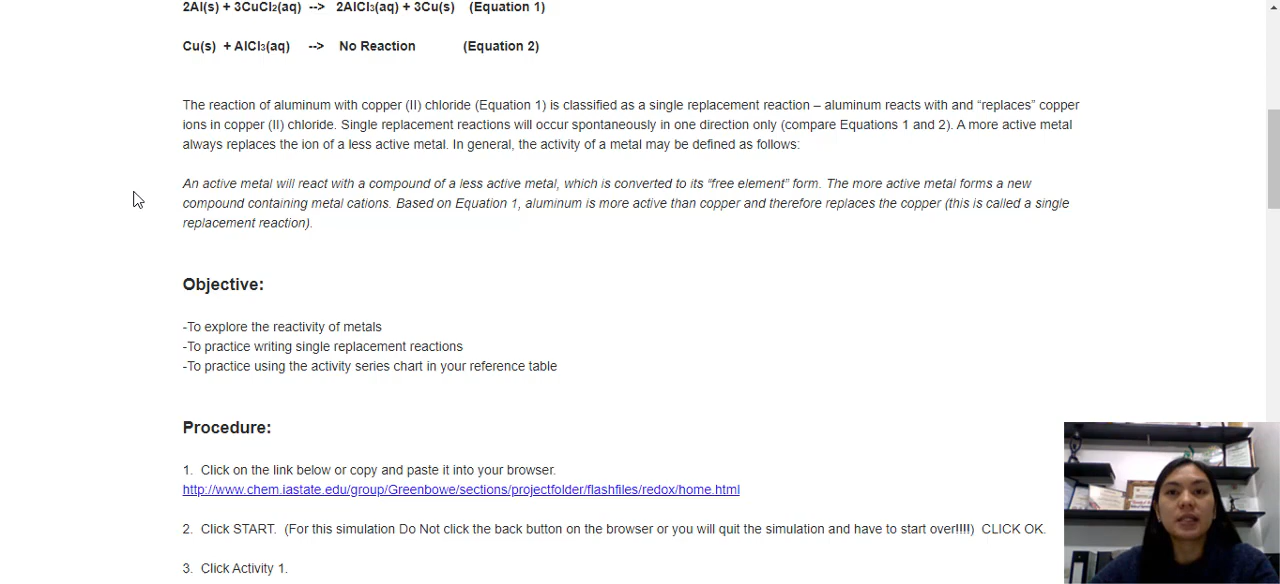 2Al(s) + 3CuCl₂(aq) --> 2AlCl₃(aq) + 3Cu(s) (Equation 1)
Cu(s) + AlCl₃(aq) --> No Reaction (Equation 2)
The reaction of aluminum with copper (II) chloride (Equation 1) is classified as a single replacement reaction – aluminum reacts with and “replaces” copper
ions in copper (II) chloride. Single replacement reactions will occur spontaneously in one direction only (compare Equations 1 and 2). A more active metal
always replaces the ion of a less active metal. In general, the activity of a metal may be defined as follows:
An active metal will react with a compound of a less active metal, which is converted to its “free element” form. The more active metal forms a new
compound containing metal cations. Based on Equation 1, aluminum is more active than copper and therefore replaces the copper (this is called a single
replacement reaction).
Objective:
-To explore the reactivity of metals
-To practice writing single replacement reactions
-To practice using the activity series chart in your reference table
Procedure:
1. Click on the link below or copy and paste it into your browser.
http://www.chem.iastate.edu/group/Greenbowe/sections/projectfolder/flashfiles/redox/home.html
2. Click START. (For this simulation Do Not click the back button on the browser or you will quit the simulation and have to start over!!!!) CLICK OK.
3. Click Activity 1.